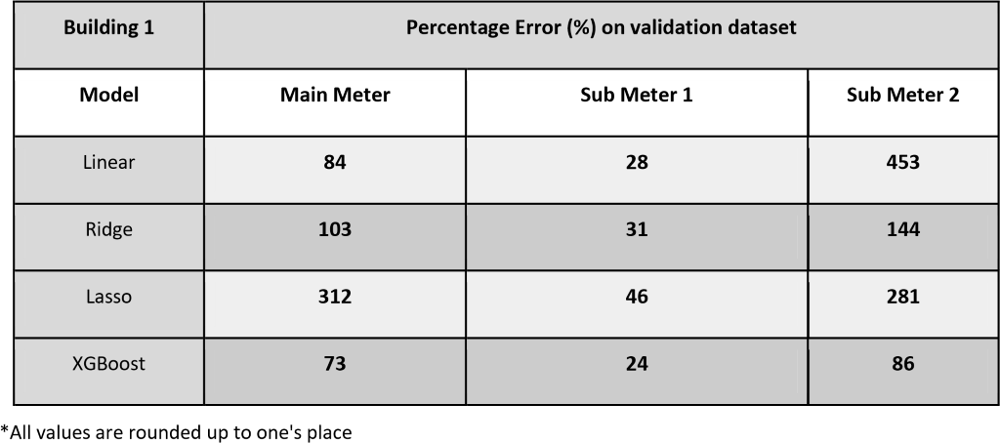 Building 1 Percentage Error (%) on validation dataset
Model Main Meter Sub Meter 1 Sub Meter 2
Linear 84 28 453
Ridge 103 31 144
Lasso 312 46 281
XGBoost 73 24 86
*All values are rounded up to one's place